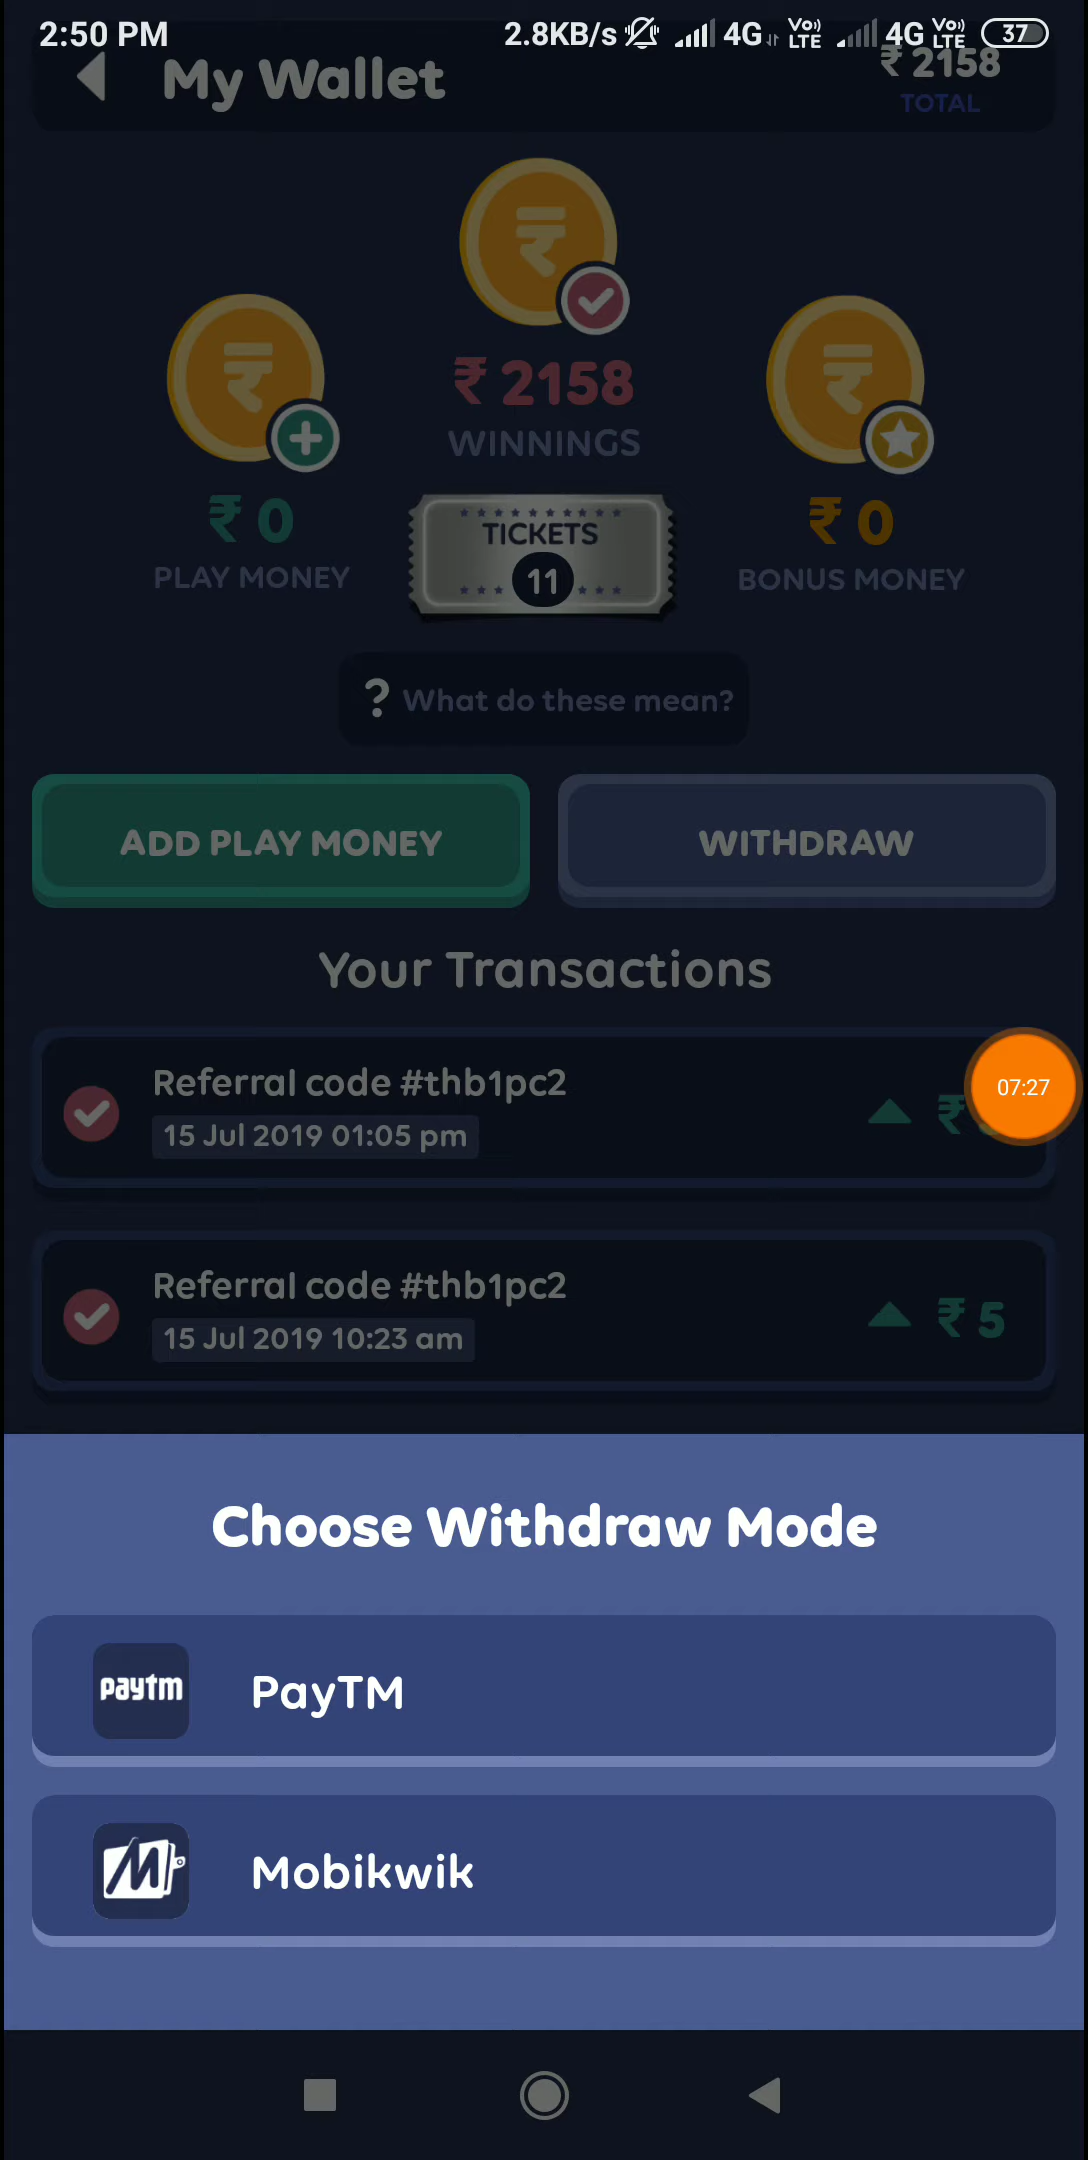 2:50 PM 2.8KB/s 4G VoLTE 4G VoLTE 37
My Wallet ₹ 2158
TOTAL
₹ 2158
WINNINGS
₹ 0 ₹ 0
PLAY MONEY BONUS MONEY
TICKETS
11
? What do these mean?
ADD PLAY MONEY WITHDRAW
Your Transactions
Referral code #thb1pc2
15 Jul 2019 01:05 pm ₹
07:27
Referral code #thb1pc2
15 Jul 2019 10:23 am ₹ 5
Choose Withdraw Mode
paytm PayTM
M Mobikwik